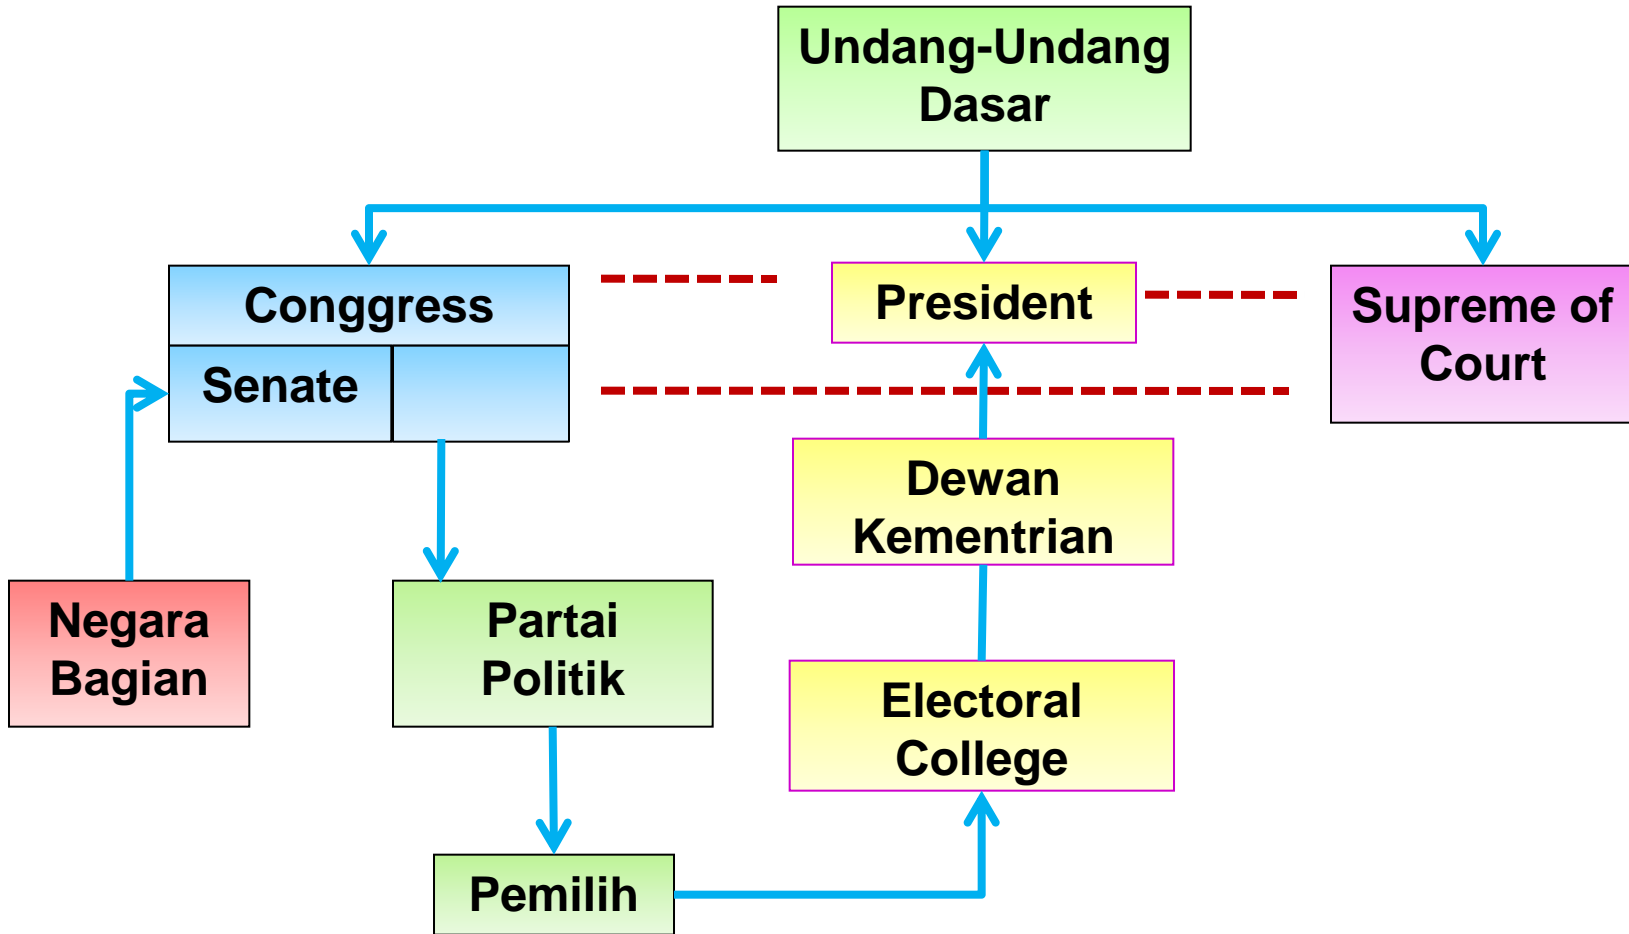 Undang-Undang
Dasar
Conggress
President
Supreme of
Court
Senate
Dewan
Kementrian
Negara
Bagian
Partai
Politik
Electoral
College
Pemilih